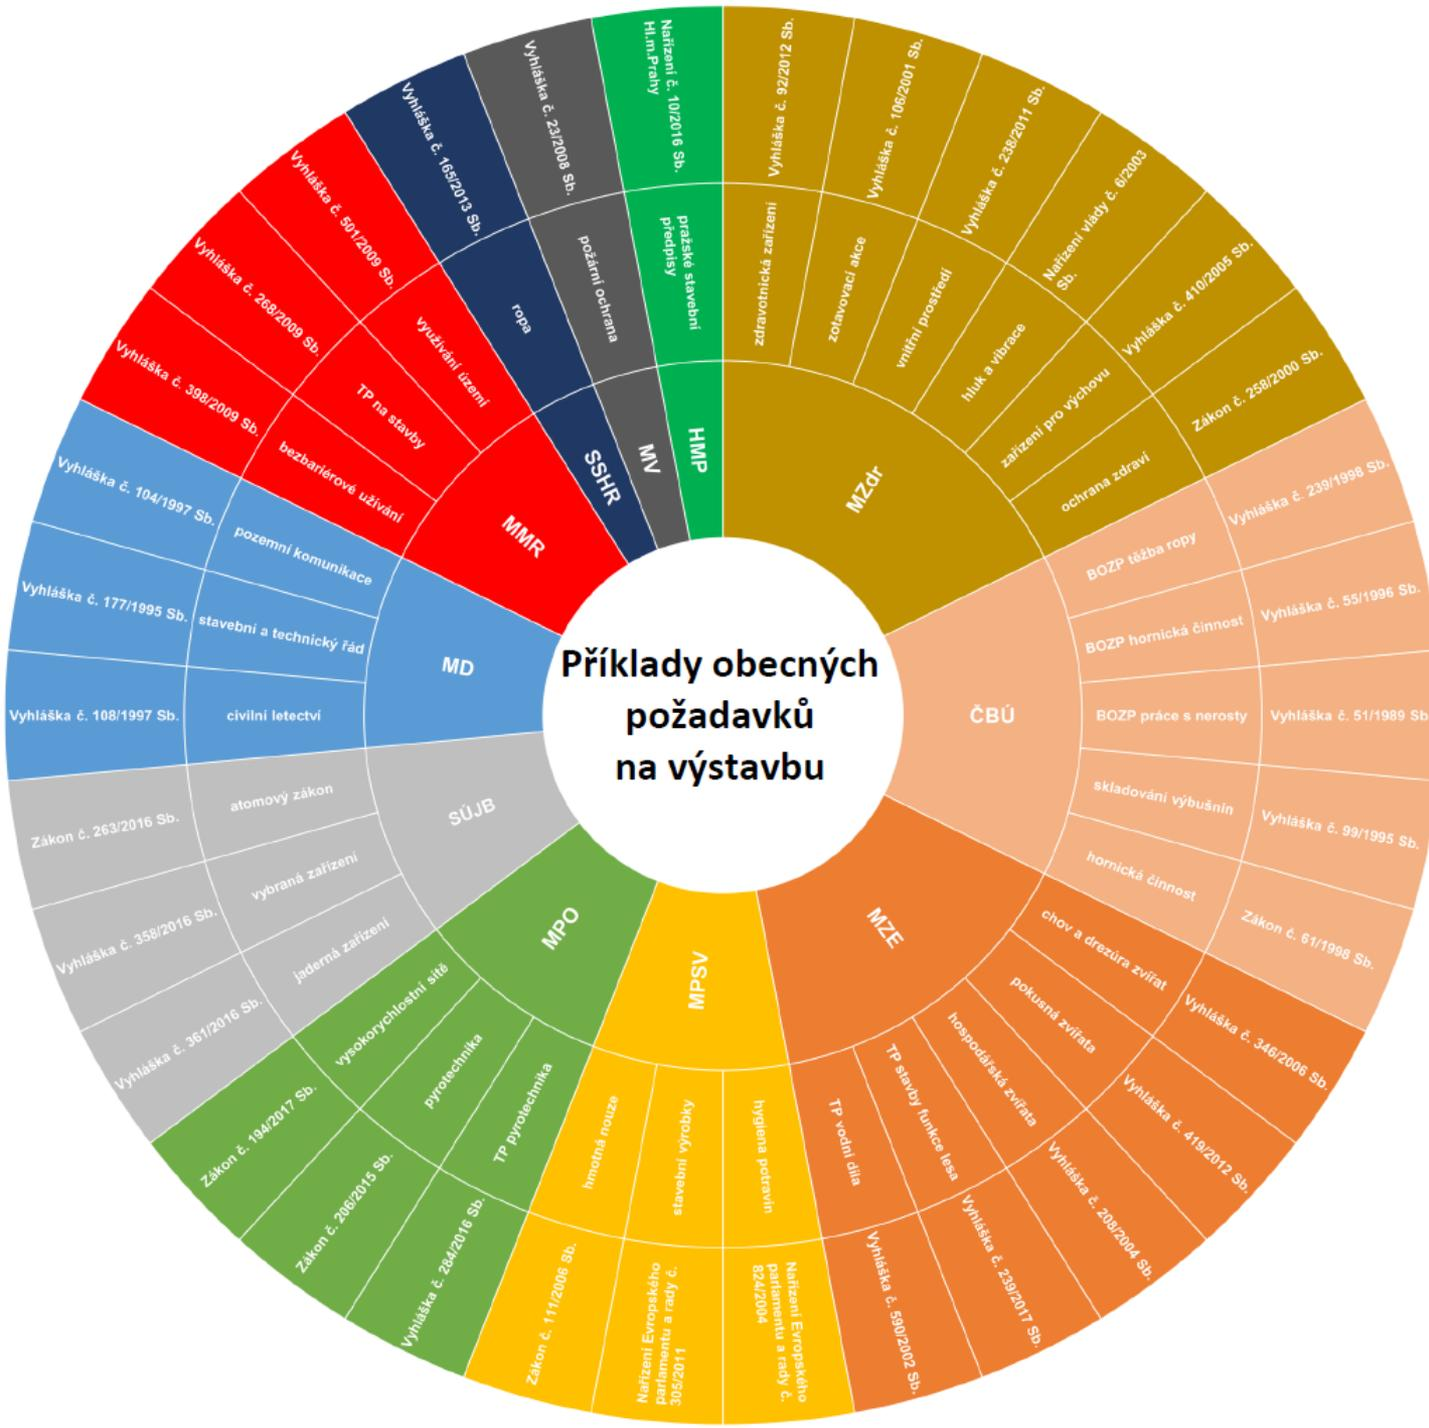 Příklady obecných
požadavků
na výstavbu
MZdr
zdravotnická zařízení
Vyhláška č. 92/2012 Sb.
zotavovací akce
Vyhláška č. 106/2001 Sb.
vnitřní prostředí
Vyhláška č. 238/2011 Sb.
hluk a vibrace
Nařízení vlády č. 6/2003
Sb.
zařízení pro výchovu
Vyhláška č. 410/2005 Sb.
ochrana zdraví
Zákon č. 258/2000 Sb.
ČBÚ
BOZP těžba ropy
Vyhláška č. 239/1998 Sb.
BOZP hornická činnost
Vyhláška č. 55/1996 Sb.
BOZP práce s nerosty
Vyhláška č. 51/1989 Sb
skladování výbušnin
Vyhláška č. 99/1995 Sb.
hornická činnost
Zákon č. 61/1998 Sb.
MZE
chov a drezúra zvířat
Vyhláška č. 346/2006 Sb.
pokusná zvířata
Vyhláška č. 419/2012 Sb.
hospodářská zvířata
Vyhláška č. 208/2004 Sb.
TP stavby funkce lesa
Vyhláška č. 239/2017 Sb.
TP vodní díla
Vyhláška č. 590/2002 Sb.
MPSV
hygiena potravin
Nařízení Evropského
parlamentu a rady č.
824/2004
stavební výrobky
Nařízení Evropského
parlamentu a rady č.
305/2011
hmotná nouze
Zákon č. 111/2006 Sb.
MPO
TP pyrotechnika
Vyhláška č. 284/2016 Sb.
pyrotechnika
Zákon č. 206/2015 Sb.
vysokorychlostní sítě
Zákon č. 194/2017 Sb.
SÚJB
jaderná zařízení
Vyhláška č. 361/2016 Sb.
vybraná zařízení
Vyhláška č. 358/2016 Sb.
atomový zákon
Zákon č. 263/2016 Sb.
MD
civilní letectví
Vyhláška č. 108/1997 Sb.
stavební a technický řád
Vyhláška č. 177/1995 Sb.
pozemní komunikace
Vyhláška č. 104/1997 Sb.
MMR
bezbariérové užívání
Vyhláška č. 398/2009 Sb.
TP na stavby
Vyhláška č. 268/2009 Sb.
využívání území
Vyhláška č. 501/2009 Sb.
SSHR
ropa
Vyhláška č. 165/2013 Sb.
MV
požární ochrana
Vyhláška č. 23/2008 Sb.
HMP
pražské stavební
předpisy
Nařízení č. 10/2016 Sb.
Hl.m.Prahy